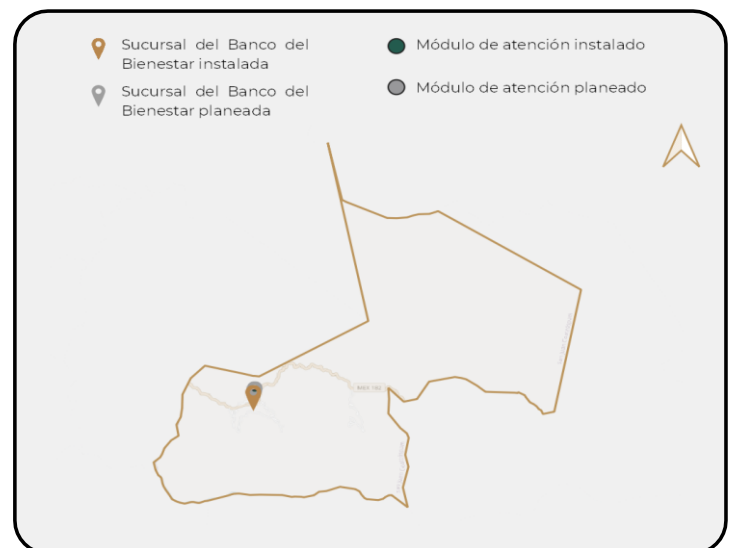 Sucursal del Banco del
Bienestar instalada
Sucursal del Banco del
Bienestar planeada
Módulo de atención instalado
Módulo de atención planeado